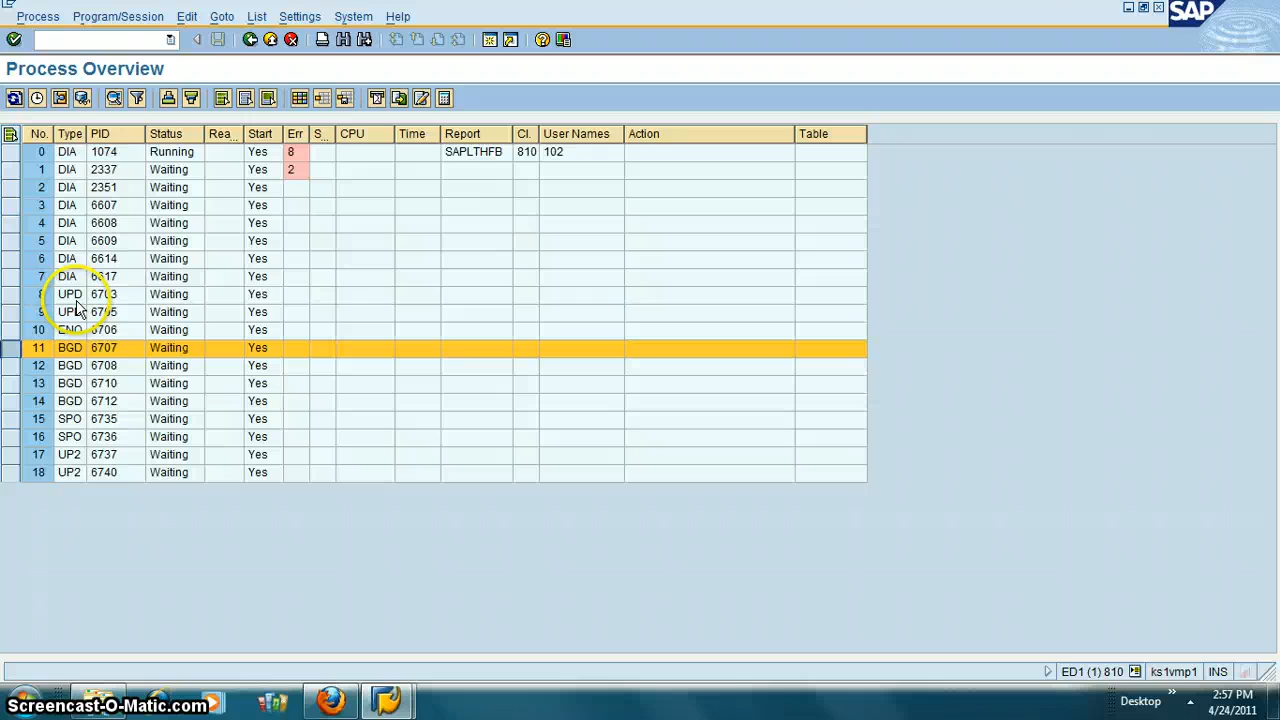 Process Program/Session Edit Goto List Settings System Help
SAP
Process Overview
No. Type PID Status Rea... Start Err S... CPU Time Report Cl. User Names Action Table
0 DIA 1074 Running Yes 8 SAPLTHFB 810 102
1 DIA 2337 Waiting Yes 2
2 DIA 2351 Waiting Yes
3 DIA 6607 Waiting Yes
4 DIA 6608 Waiting Yes
5 DIA 6609 Waiting Yes
6 DIA 6614 Waiting Yes
7 DIA 6617 Waiting Yes
8 UPD 6703 Waiting Yes
9 6705 Waiting Yes
10 ENQ 6706 Waiting Yes
11 BGD 6707 Waiting Yes
12 BGD 6708 Waiting Yes
13 BGD 6710 Waiting Yes
14 BGD 6712 Waiting Yes
15 SPO 6735 Waiting Yes
16 SPO 6736 Waiting Yes
17 UP2 6737 Waiting Yes
18 UP2 6740 Waiting Yes
ED1 (1) 810 ks1vmp1 INS
Screencast-O-Matic.com
Desktop
2:57 PM
4/24/2011